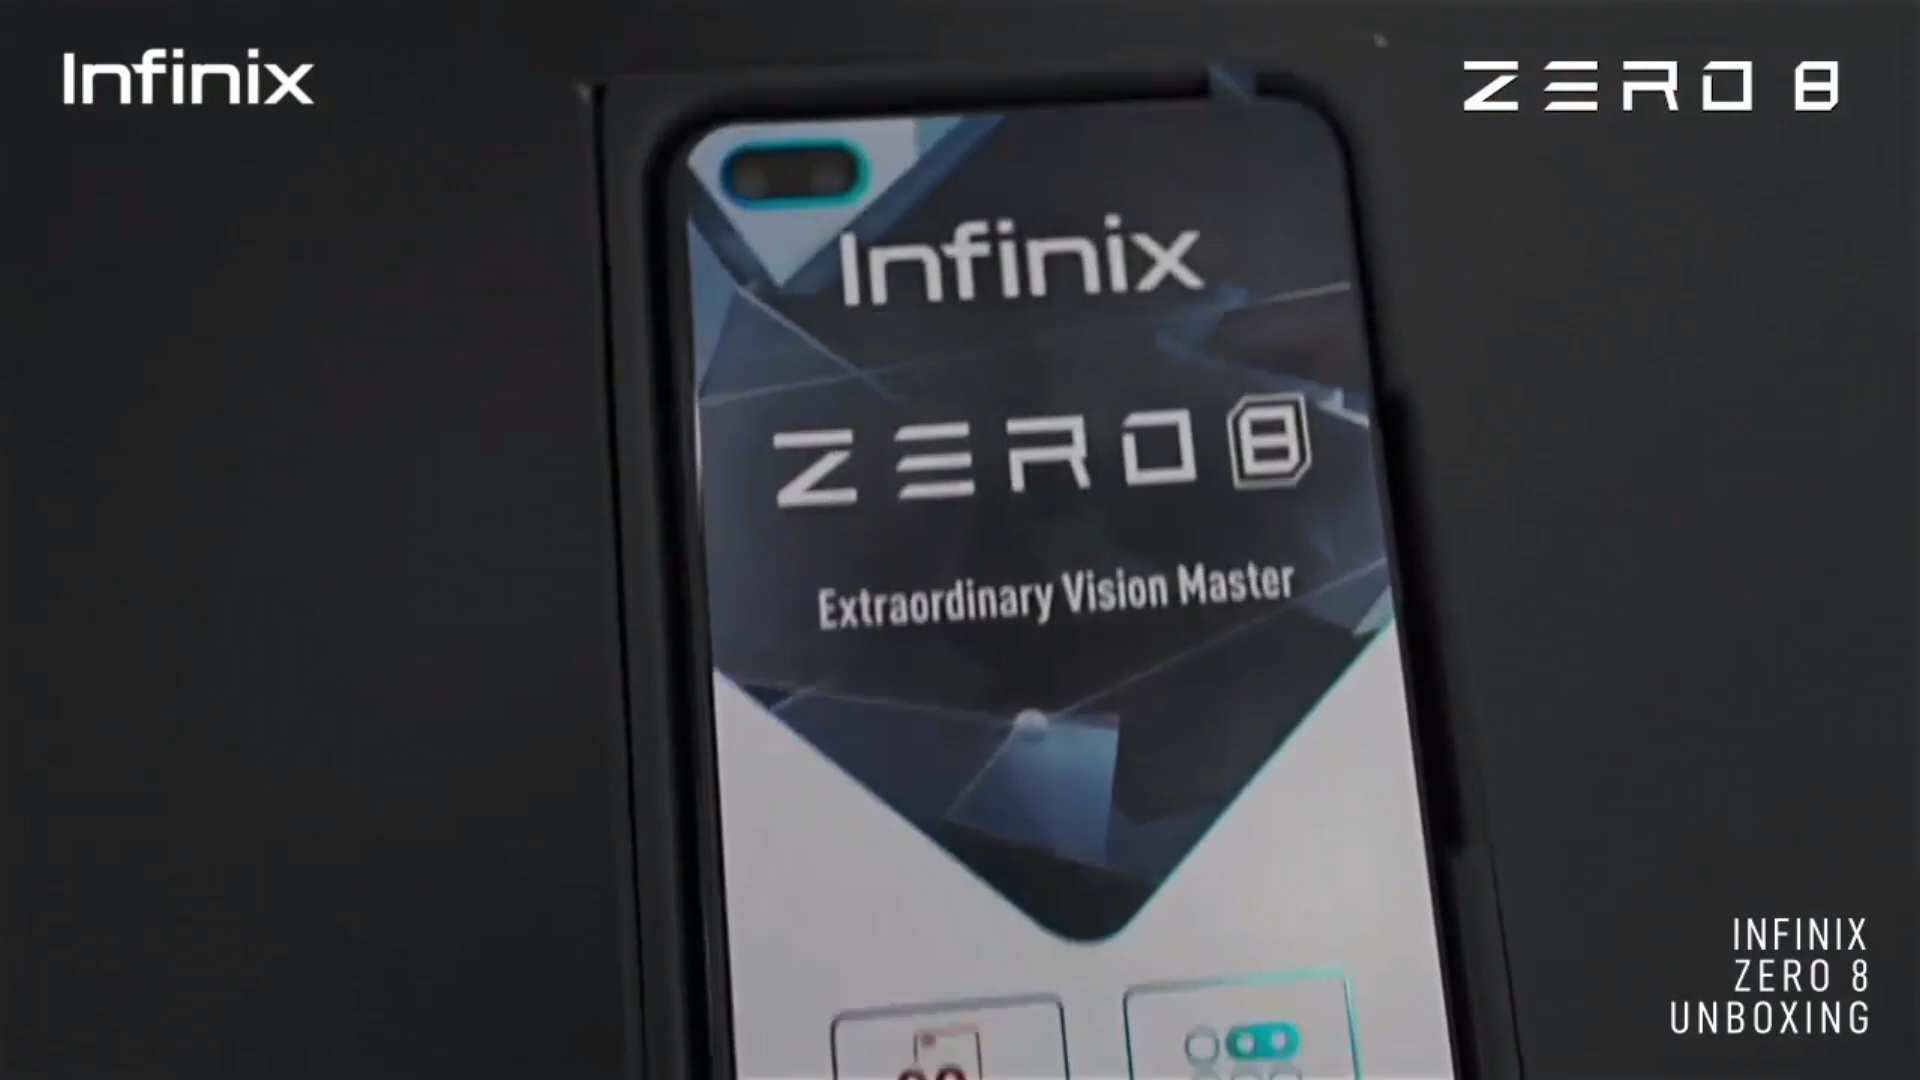 Infinix
ZERO 8
Infinix
ZERO 8
Extraordinary Vision Master
INFINIX
ZERO 8
UNBOXING